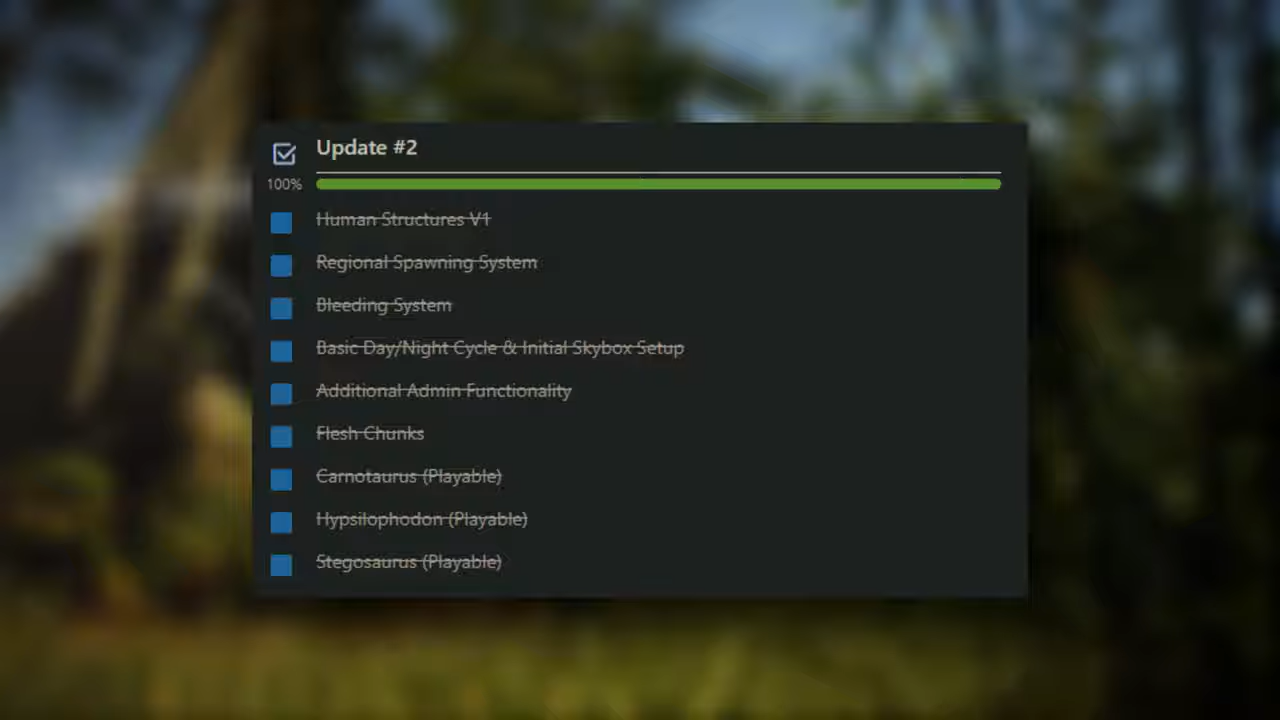 Update #2
100%
Human Structures V1
Regional Spawning System
Bleeding System
Basic Day/Night Cycle & Initial Skybox Setup
Additional Admin Functionality
Flesh Chunks
Carnotaurus (Playable)
Hypsilophodon (Playable)
Stegosaurus (Playable)